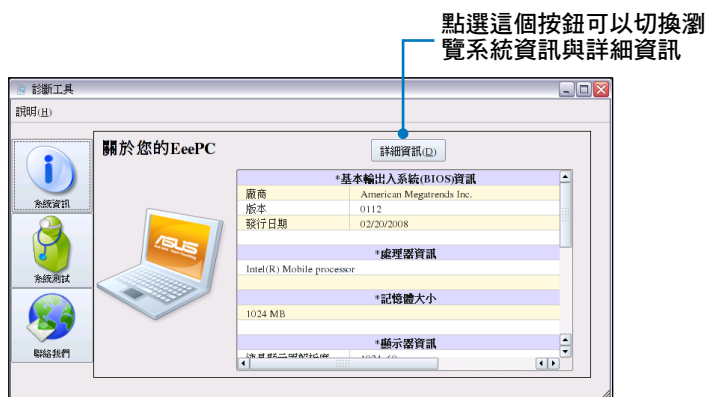 點選這個按鈕可以切換瀏
覽系統資訊與詳細資訊
診斷工具
說明(H)
關於您的EeePC
詳細資訊(D)
系統資訊
系統測試
聯絡我們
ASUS
*基本輸出入系統(BIOS)資訊
廠商 American Megatrends Inc.
版本 0112
發行日期 02/20/2008
*處理器資訊
Intel(R) Mobile processor
*記憶體大小
1024 MB
*顯示器資訊